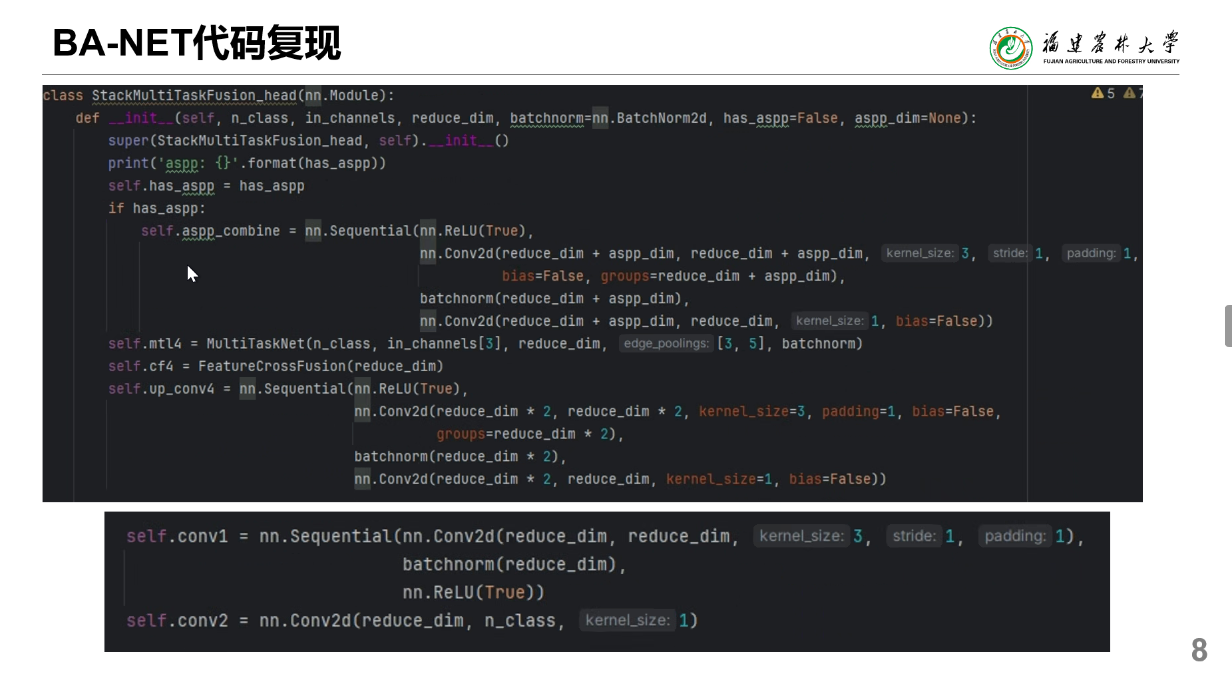 BA-NET代码复现
福建农林大学
FUJIAN AGRICULTURE AND FORESTRY UNIVERSITY
class StackMultiTaskFusion_head(nn.Module):
def __init__(self, n_class, in_channels, reduce_dim, batchnorm=nn.BatchNorm2d, has_aspp=False, aspp_dim=None):
super(StackMultiTaskFusion_head, self).__init__()
print('aspp: {}'.format(has_aspp))
self.has_aspp = has_aspp
if has_aspp:
self.aspp_combine = nn.Sequential(nn.ReLU(True),
nn.Conv2d(reduce_dim + aspp_dim, reduce_dim + aspp_dim, kernel_size: 3, stride: 1, padding: 1,
bias=False, groups=reduce_dim + aspp_dim),
batchnorm(reduce_dim + aspp_dim),
nn.Conv2d(reduce_dim + aspp_dim, reduce_dim, kernel_size: 1, bias=False))
self.mtl4 = MultiTaskNet(n_class, in_channels[3], reduce_dim, edge_poolings: [3, 5], batchnorm)
self.cf4 = FeatureCrossFusion(reduce_dim)
self.up_conv4 = nn.Sequential(nn.ReLU(True),
nn.Conv2d(reduce_dim * 2, reduce_dim * 2, kernel_size=3, padding=1, bias=False,
groups=reduce_dim * 2),
batchnorm(reduce_dim * 2),
nn.Conv2d(reduce_dim * 2, reduce_dim, kernel_size=1, bias=False))
5 7
self.conv1 = nn.Sequential(nn.Conv2d(reduce_dim, reduce_dim, kernel_size: 3, stride: 1, padding: 1),
batchnorm(reduce_dim),
nn.ReLU(True))
self.conv2 = nn.Conv2d(reduce_dim, n_class, kernel_size: 1)
8